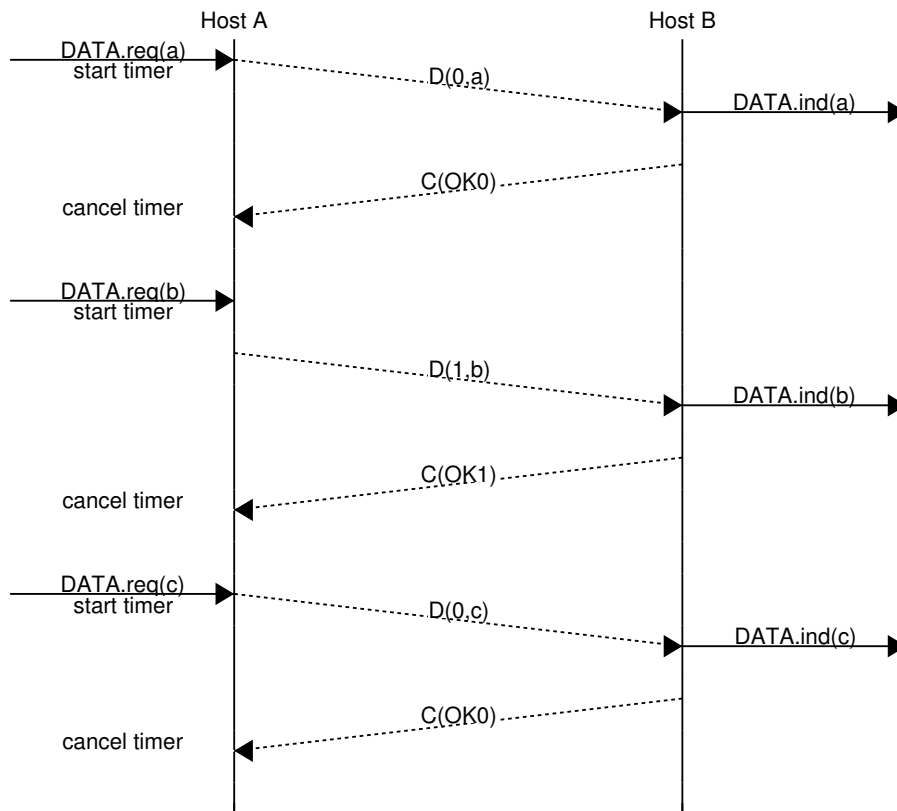 Host A
Host B
DATA.req(a)
start timer
D(0,a)
DATA.ind(a)
C(OK0)
cancel timer
DATA.req(b)
start timer
D(1,b)
DATA.ind(b)
C(OK1)
cancel timer
DATA.req(c)
start timer
D(0,c)
DATA.ind(c)
C(OK0)
cancel timer